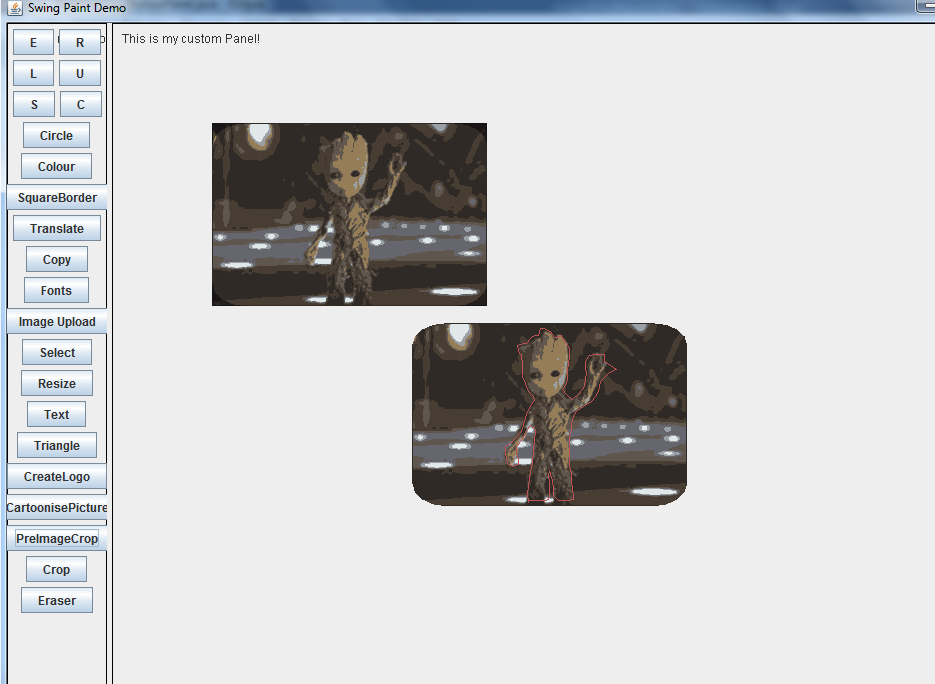 Swing Paint Demo
E R
L U
S C
Circle
Colour
SquareBorder
Translate
Copy
Fonts
Image Upload
Select
Resize
Text
Triangle
CreateLogo
CartoonisePicture
PreImageCrop
Crop
Eraser
This is my custom Panel!